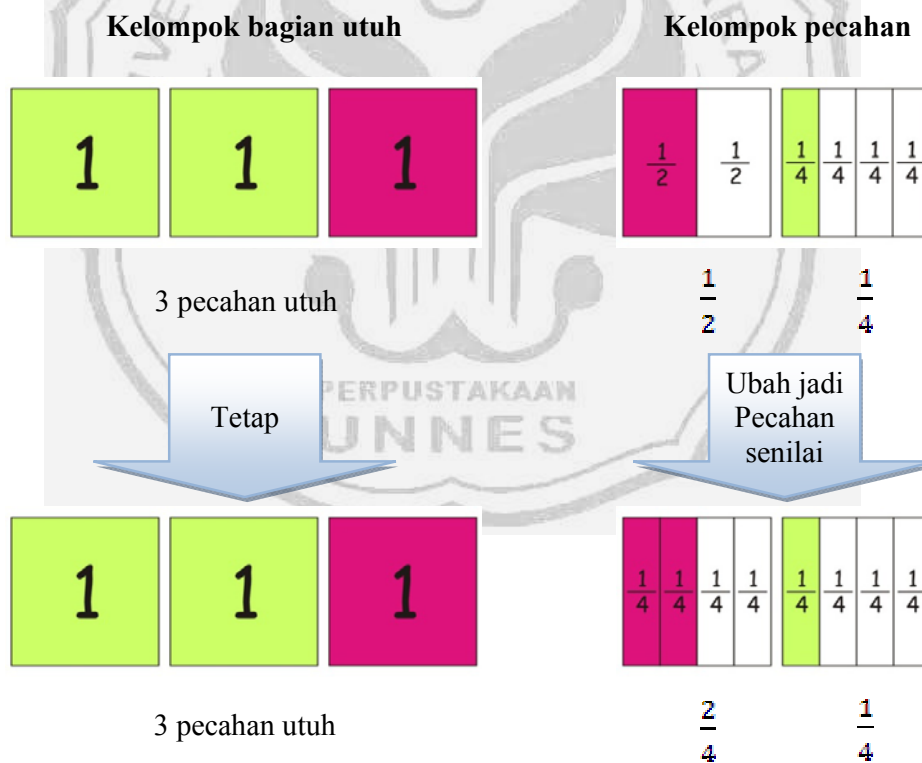 Kelompok bagian utuh Kelompok pecahan
1 1 1 1/2 1/2 1/4 1/4 1/4 1/4
3 pecahan utuh 1/2 1/4
PERPUSTAKAAN
UNNES
Tetap
Ubah jadi
Pecahan
senilai
1 1 1 1/4 1/4 1/4 1/4 1/4 1/4 1/4 1/4
3 pecahan utuh 2/4 1/4